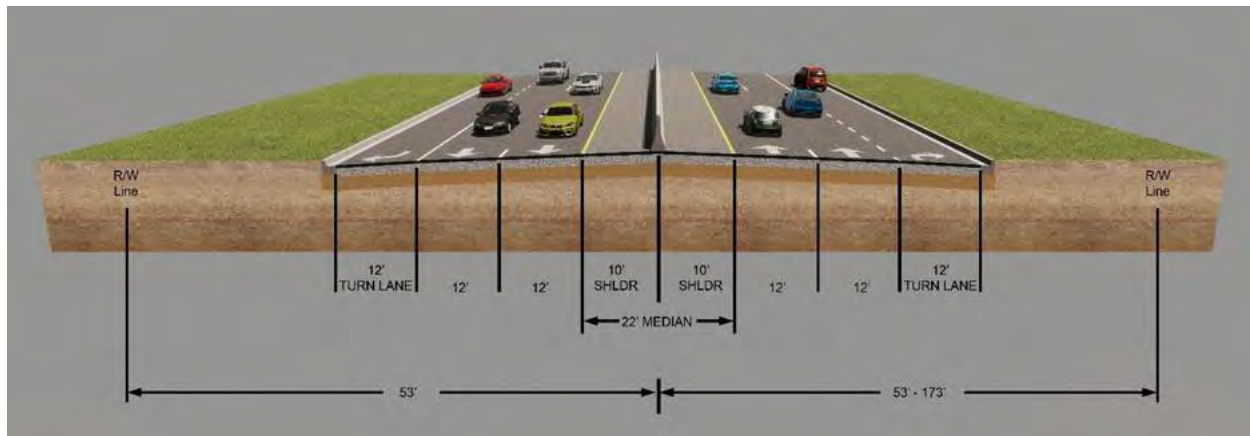 R/W
Line
R/W
Line
12'
TURN LANE
12'
12'
10'
SHLDR
10'
SHLDR
12'
12'
12'
TURN LANE
22' MEDIAN
53'
53' - 173'